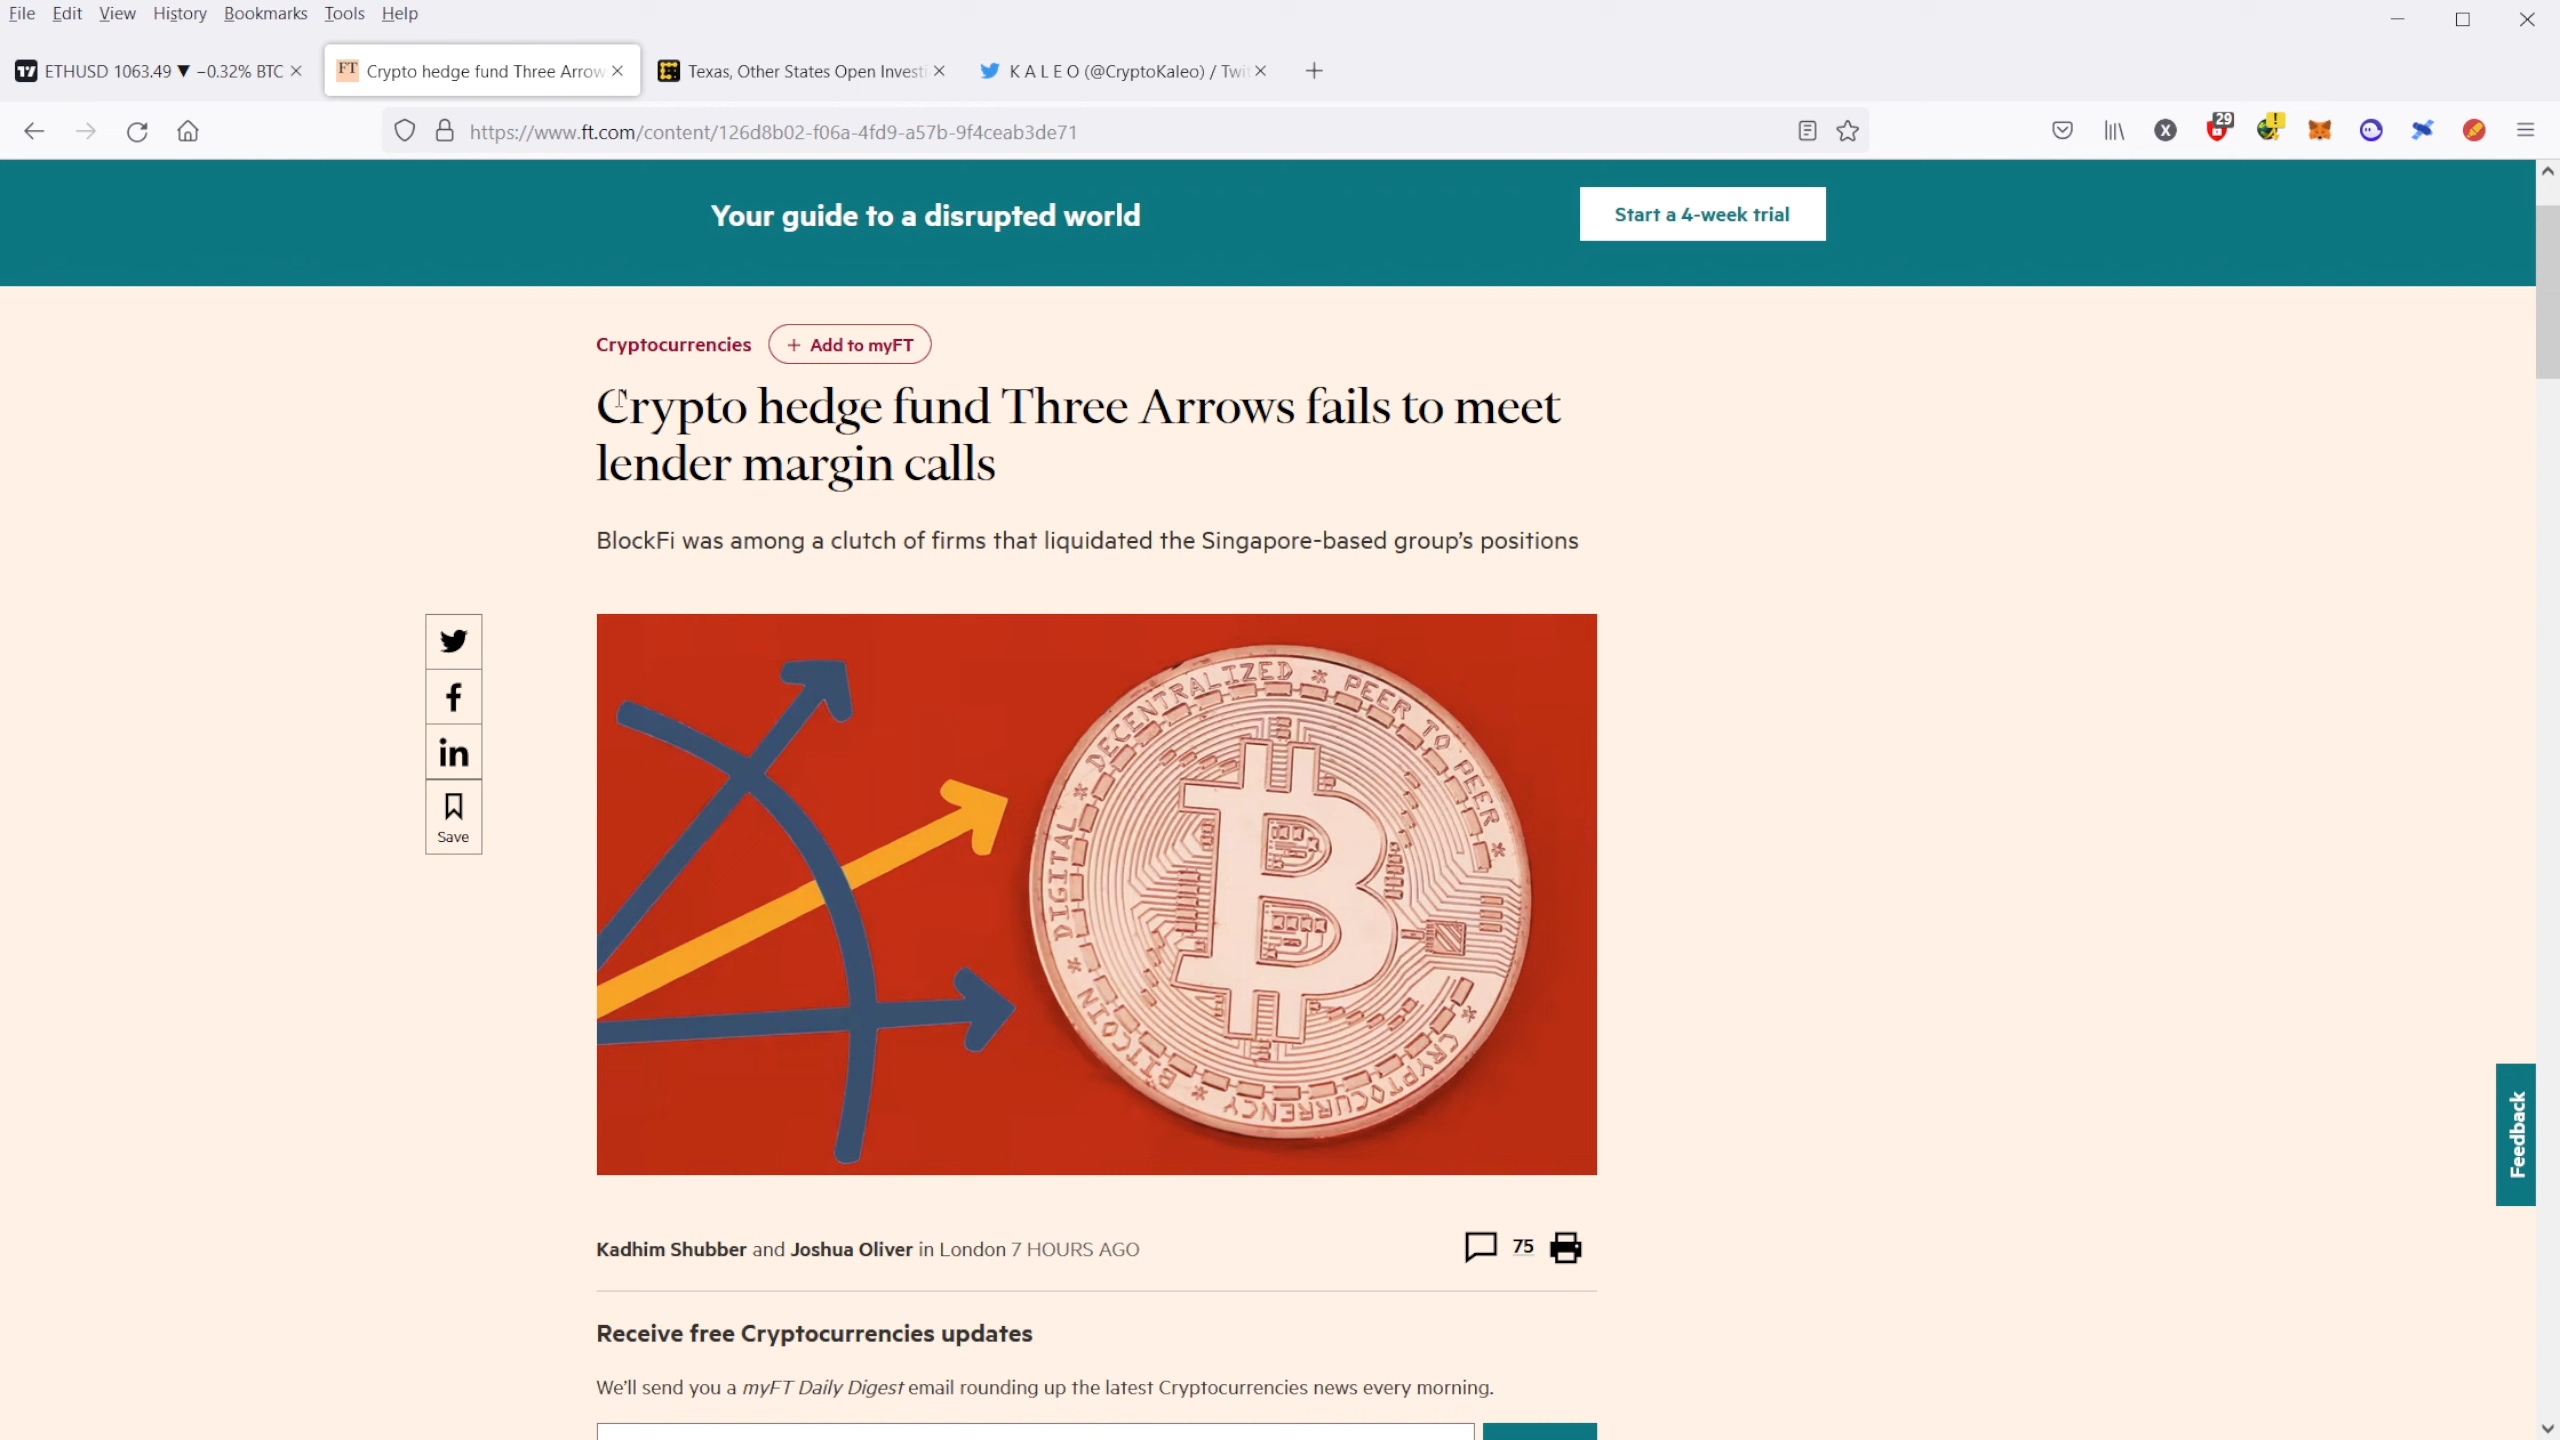 File Edit View History Bookmarks Tools Help
ETHUSD 1063.49 ▼ −0.32% BTC
FT Crypto hedge fund Three Arrow
Texas, Other States Open Investi
K A L E O (@CryptoKaleo) / Twit
https://www.ft.com/content/126d8b02-f06a-4fd9-a57b-9f4ceab3de71
29
Your guide to a disrupted world
Start a 4-week trial
Cryptocurrencies
+ Add to myFT
Crypto hedge fund Three Arrows fails to meet
lender margin calls
BlockFi was among a clutch of firms that liquidated the Singapore-based group's positions
Save
DIGITAL * DECENTRALIZED * PEER TO PEER *
* BITCOIN * CRYPTOCURRENCY *
Kadhim Shubber and Joshua Oliver in London 7 HOURS AGO
75
Receive free Cryptocurrencies updates
We'll send you a myFT Daily Digest email rounding up the latest Cryptocurrencies news every morning.
Feedback